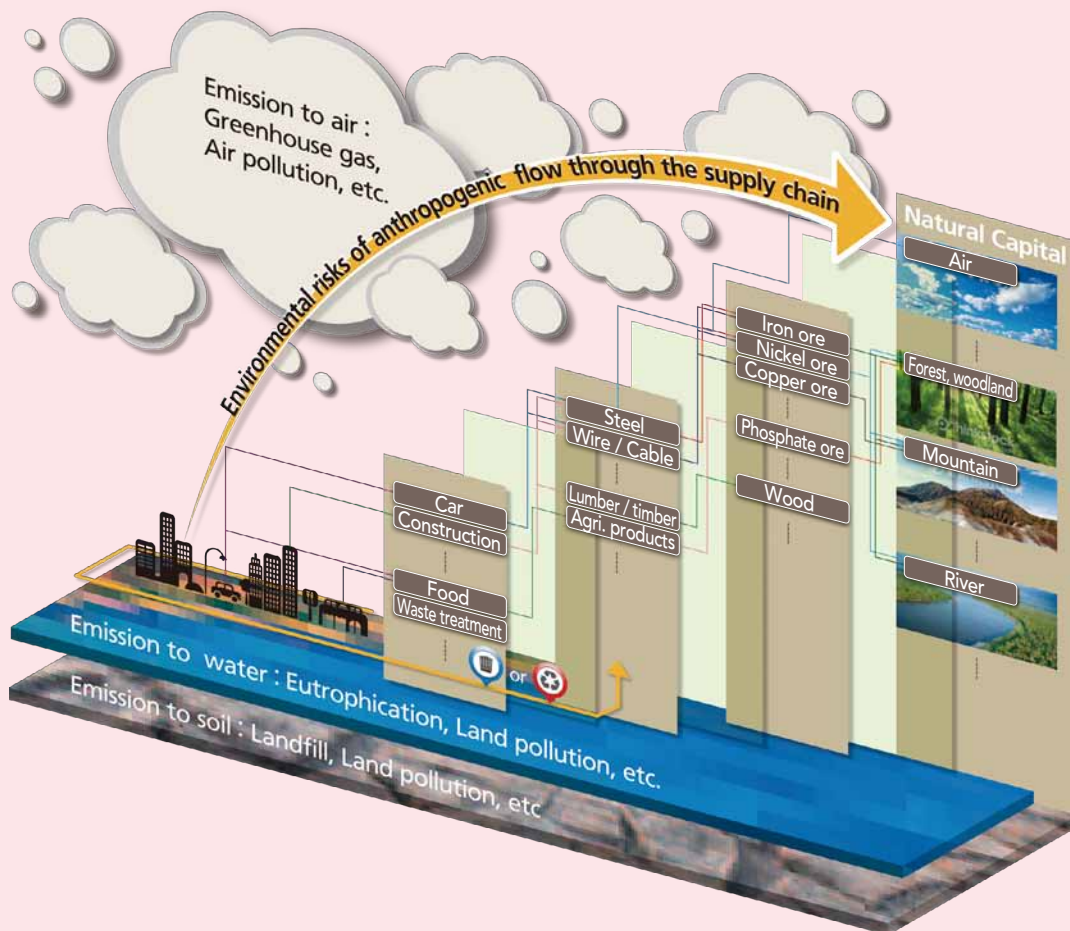 Emission to air :
Greenhouse gas,
Air pollution, etc.
Environmental risks of anthropogenic flow through the supply chain
Natural Capital
Air
Forest, woodland
Mountain
River
Iron ore
Nickel ore
Copper ore
Phosphate ore
Wood
Steel
Wire / Cable
Lumber / timber
Agri. products
Car
Construction
Food
Waste treatment
or
Emission to water : Eutrophication, Land pollution, etc.
Emission to soil : Landfill, Land pollution, etc